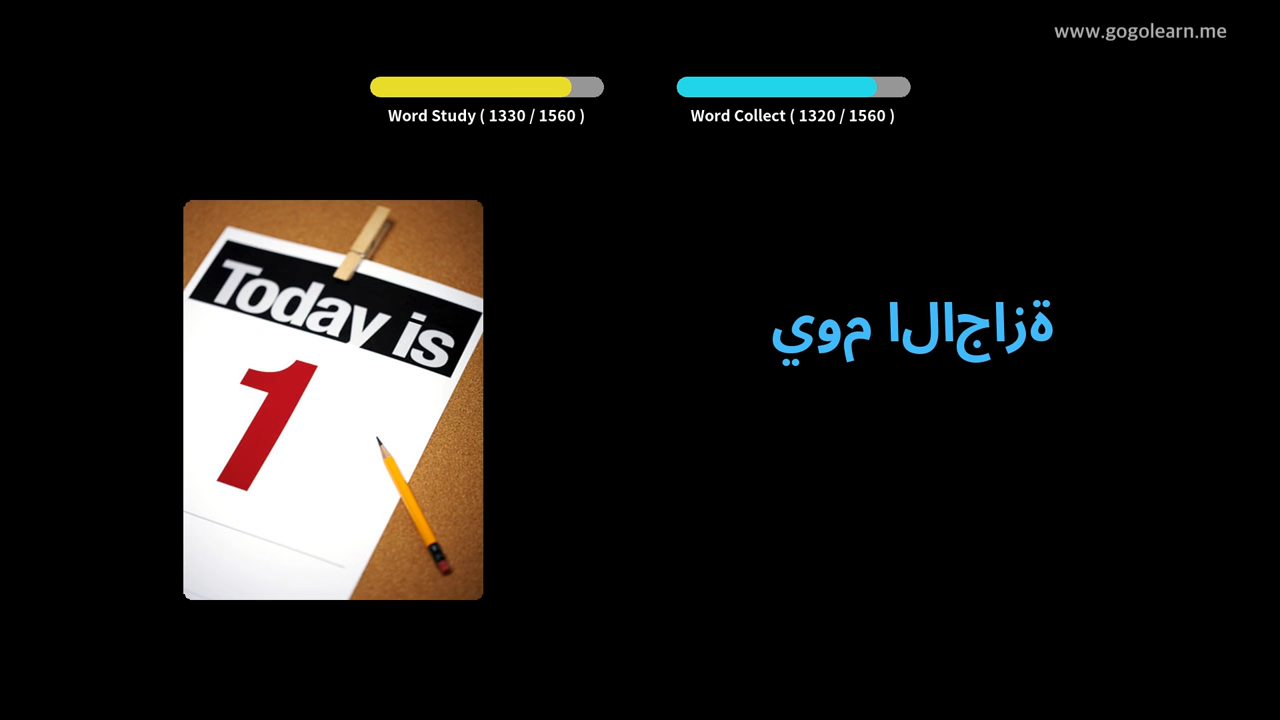 www.gogolearn.me
Word Study ( 1330 / 1560 )
Word Collect ( 1320 / 1560 )
Today is
1
يوم الاجازة